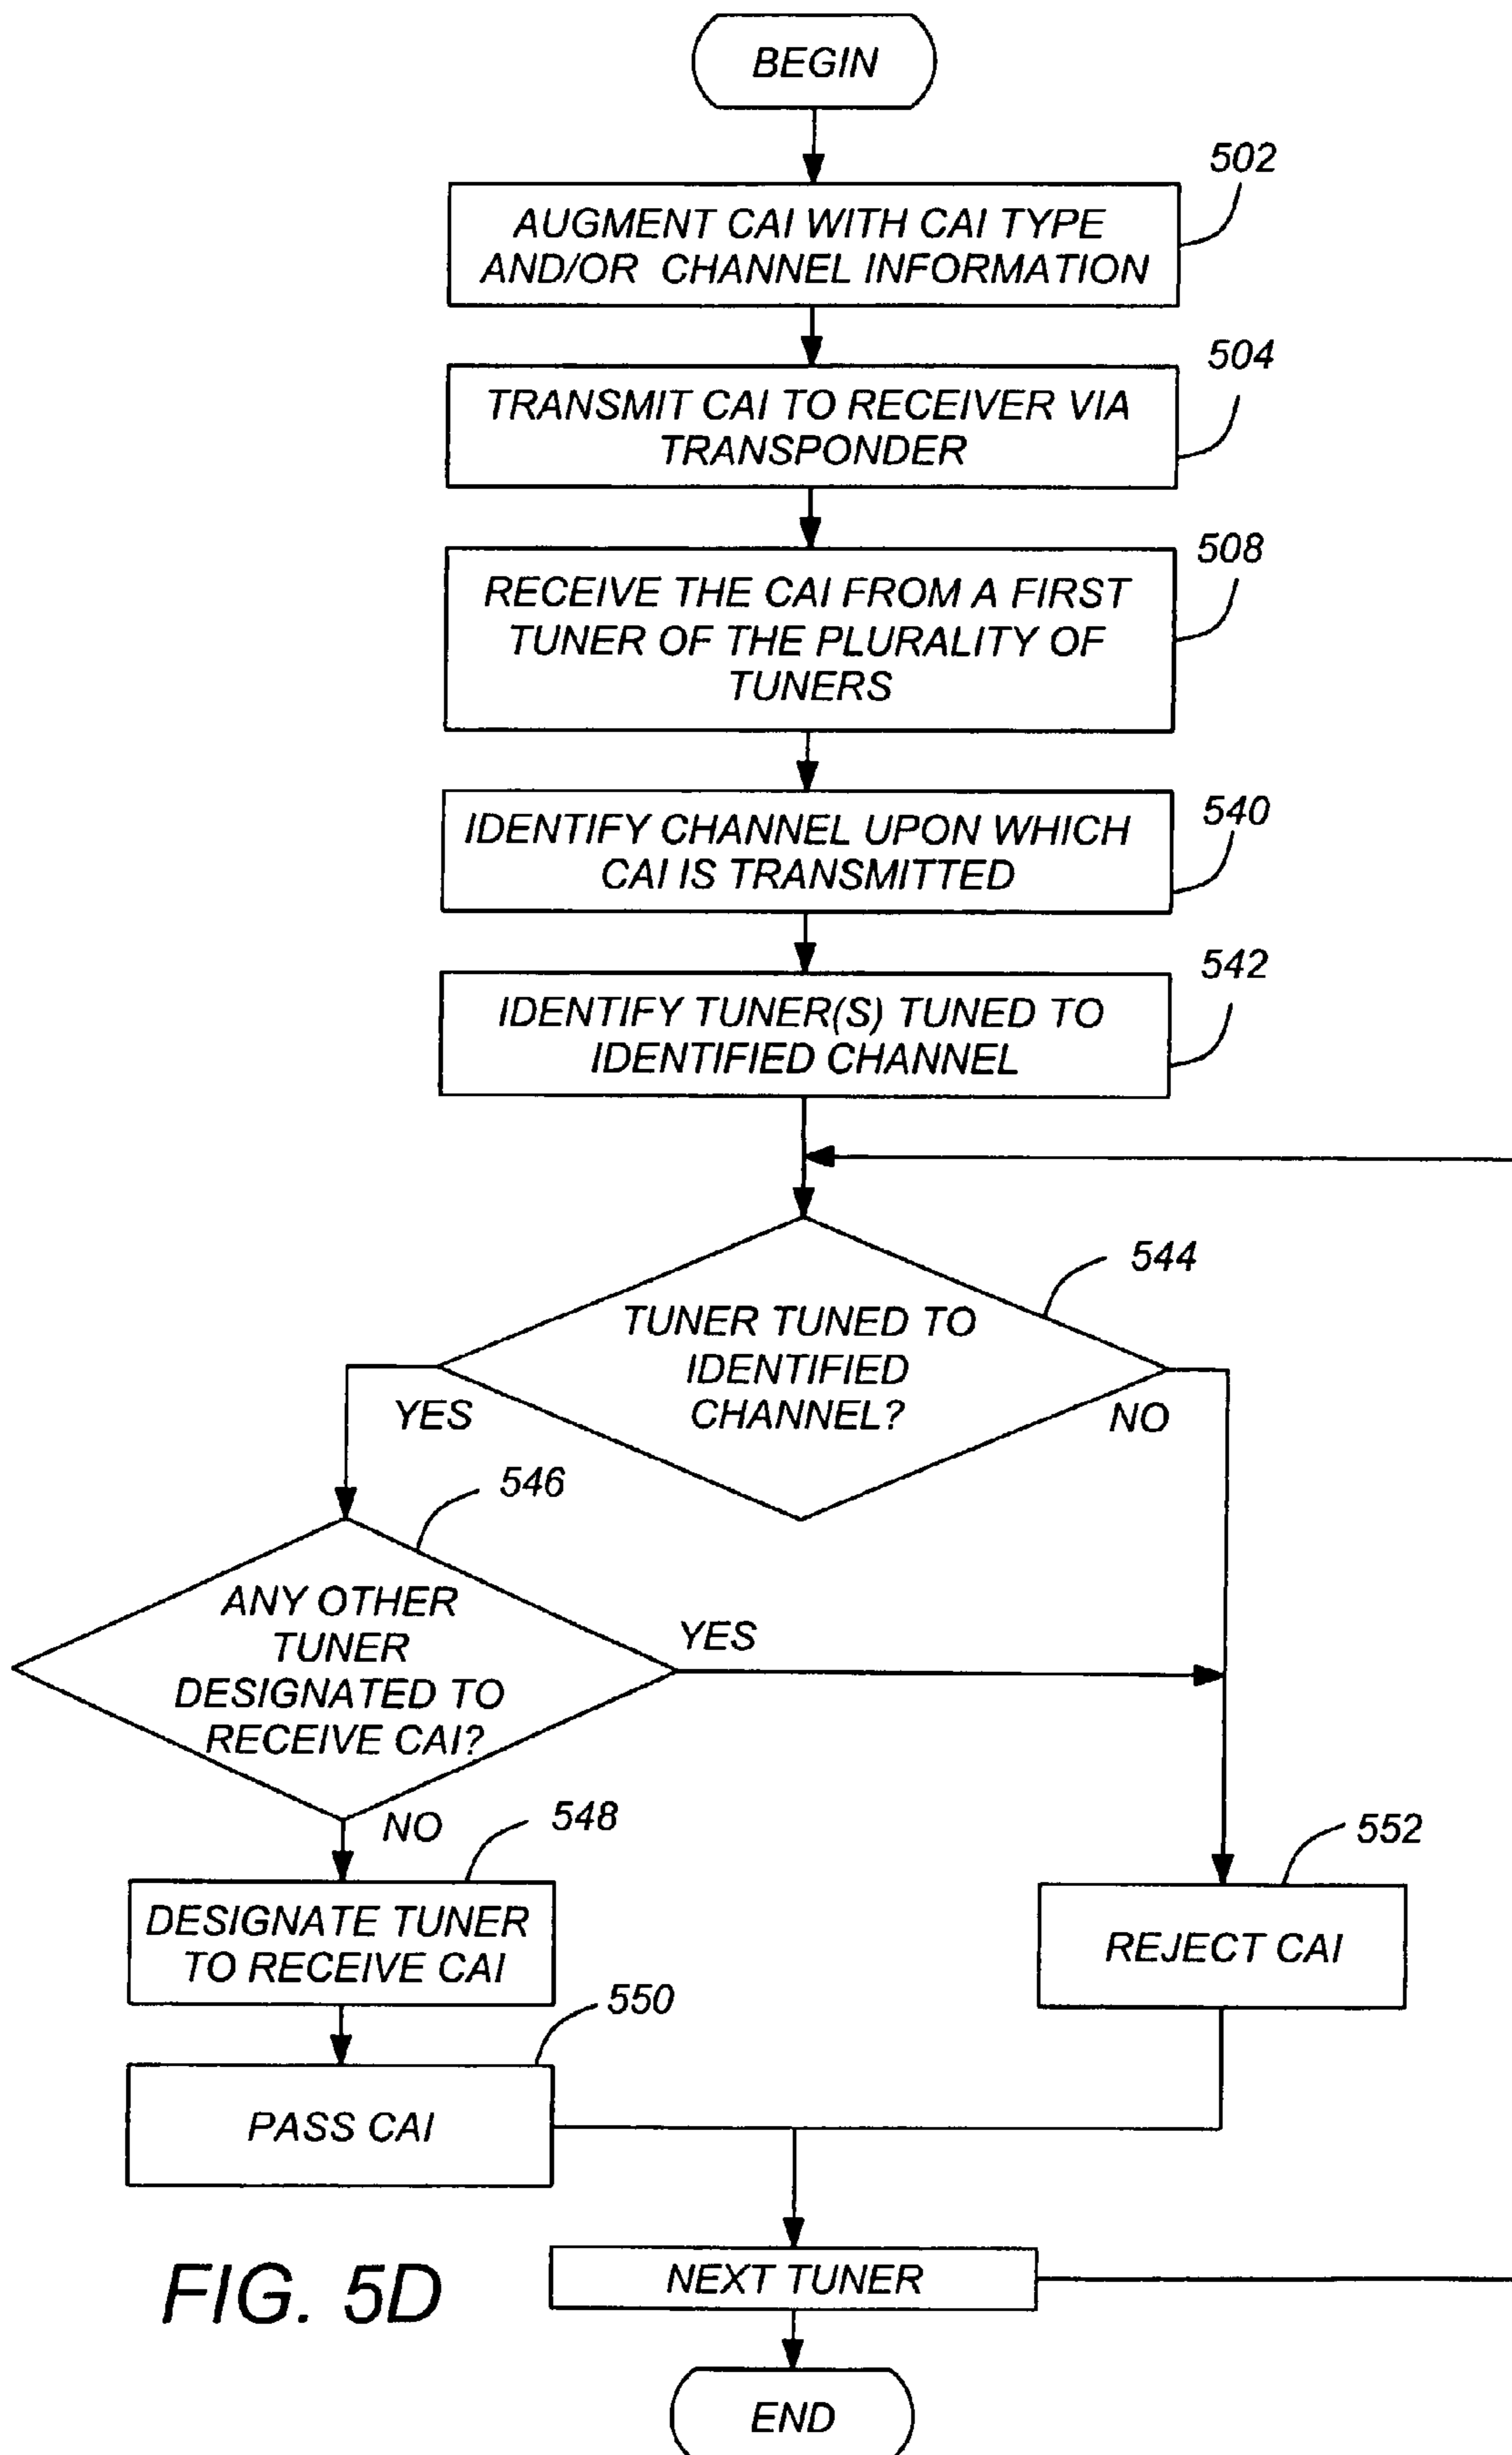 BEGIN
502
AUGMENT CAI WITH CAI TYPE
AND/OR CHANNEL INFORMATION
504
TRANSMIT CAI TO RECEIVER VIA
TRANSPONDER
508
RECEIVE THE CAI FROM A FIRST
TUNER OF THE PLURALITY OF
TUNERS
540
IDENTIFY CHANNEL UPON WHICH
CAI IS TRANSMITTED
542
IDENTIFY TUNER(S) TUNED TO
IDENTIFIED CHANNEL
544
TUNER TUNED TO
IDENTIFIED
CHANNEL?
YES
NO
546
ANY OTHER
TUNER
DESIGNATED TO
RECEIVE CAI?
YES
NO
548
DESIGNATE TUNER
TO RECEIVE CAI
552
REJECT CAI
550
PASS CAI
NEXT TUNER
FIG. 5D
END